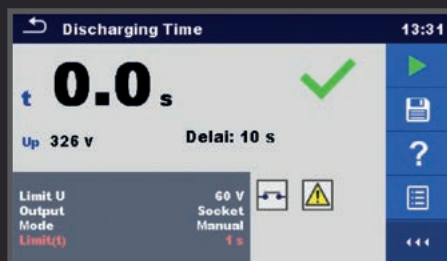 Discharging Time 13:31
t 0.0 s
Up 326 V Delai: 10 s
Limit U 60 V
Output Socket
Mode Manual
Limit(t) 1 s
?